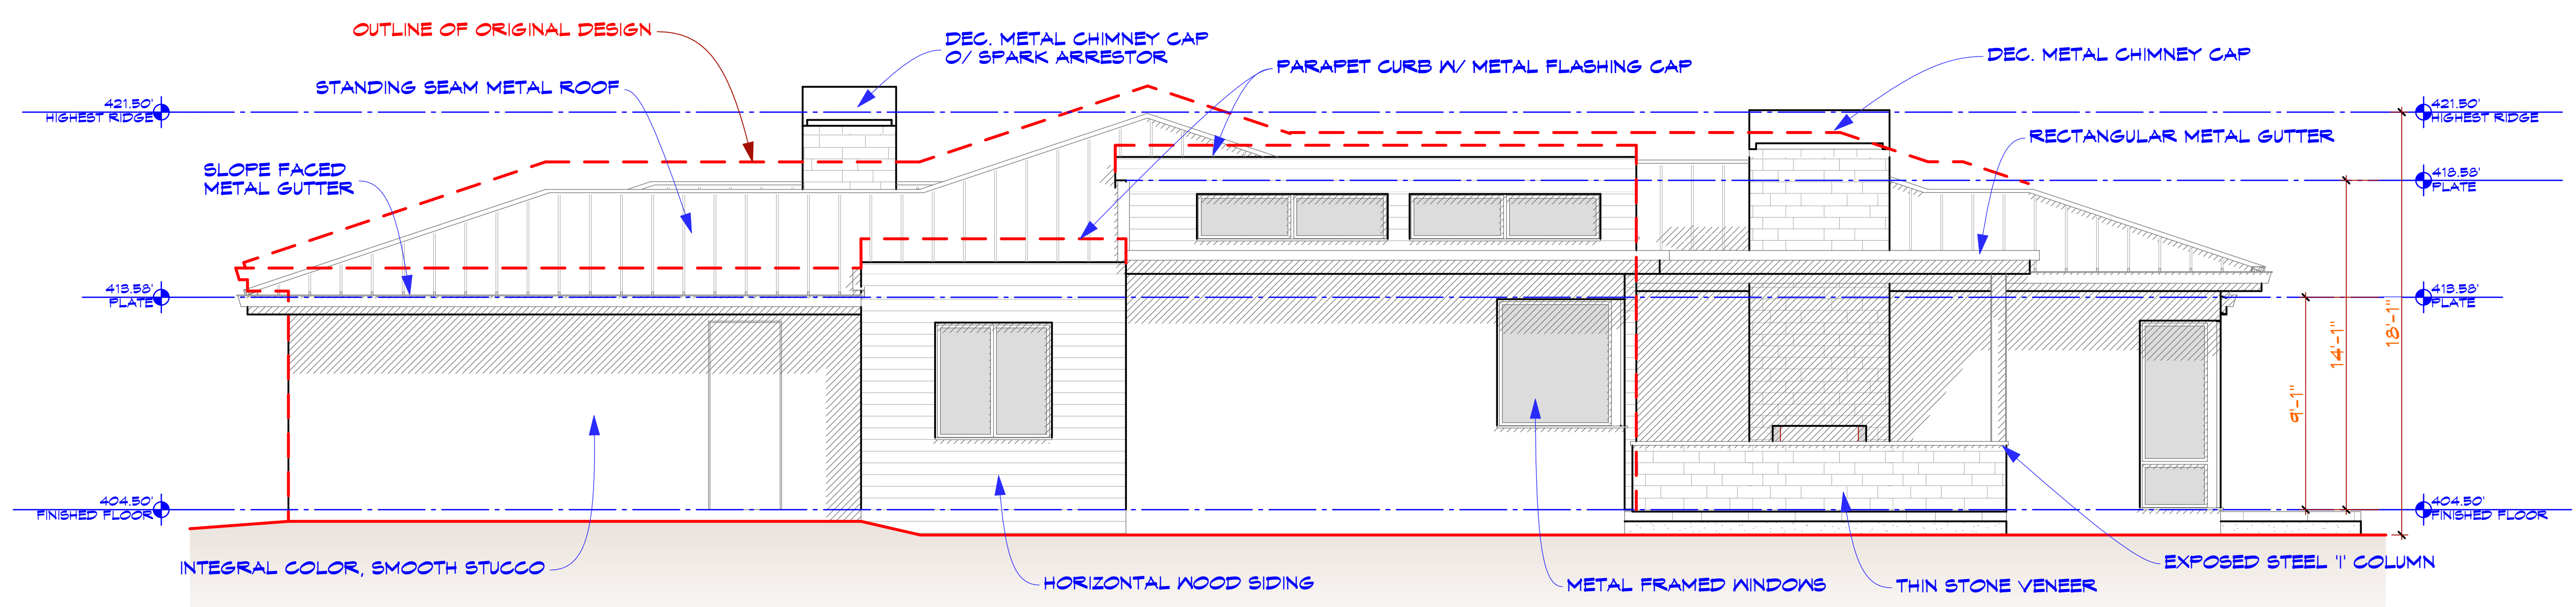 OUTLINE OF ORIGINAL DESIGN
DEC. METAL CHIMNEY CAP
O/ SPARK ARRESTOR
DEC. METAL CHIMNEY CAP
PARAPET CURB W/ METAL FLASHING CAP
STANDING SEAM METAL ROOF
421.50'
HIGHEST RIDGE
421.50'
HIGHEST RIDGE
RECTANGULAR METAL GUTTER
SLOPE FACED
METAL GUTTER
418.58'
PLATE
413.58'
PLATE
413.58'
PLATE
18'-1"
14'-1"
9'-1"
404.50'
FINISHED FLOOR
404.50'
FINISHED FLOOR
INTEGRAL COLOR, SMOOTH STUCCO
HORIZONTAL WOOD SIDING
METAL FRAMED WINDOWS
THIN STONE VENEER
EXPOSED STEEL 'I' COLUMN